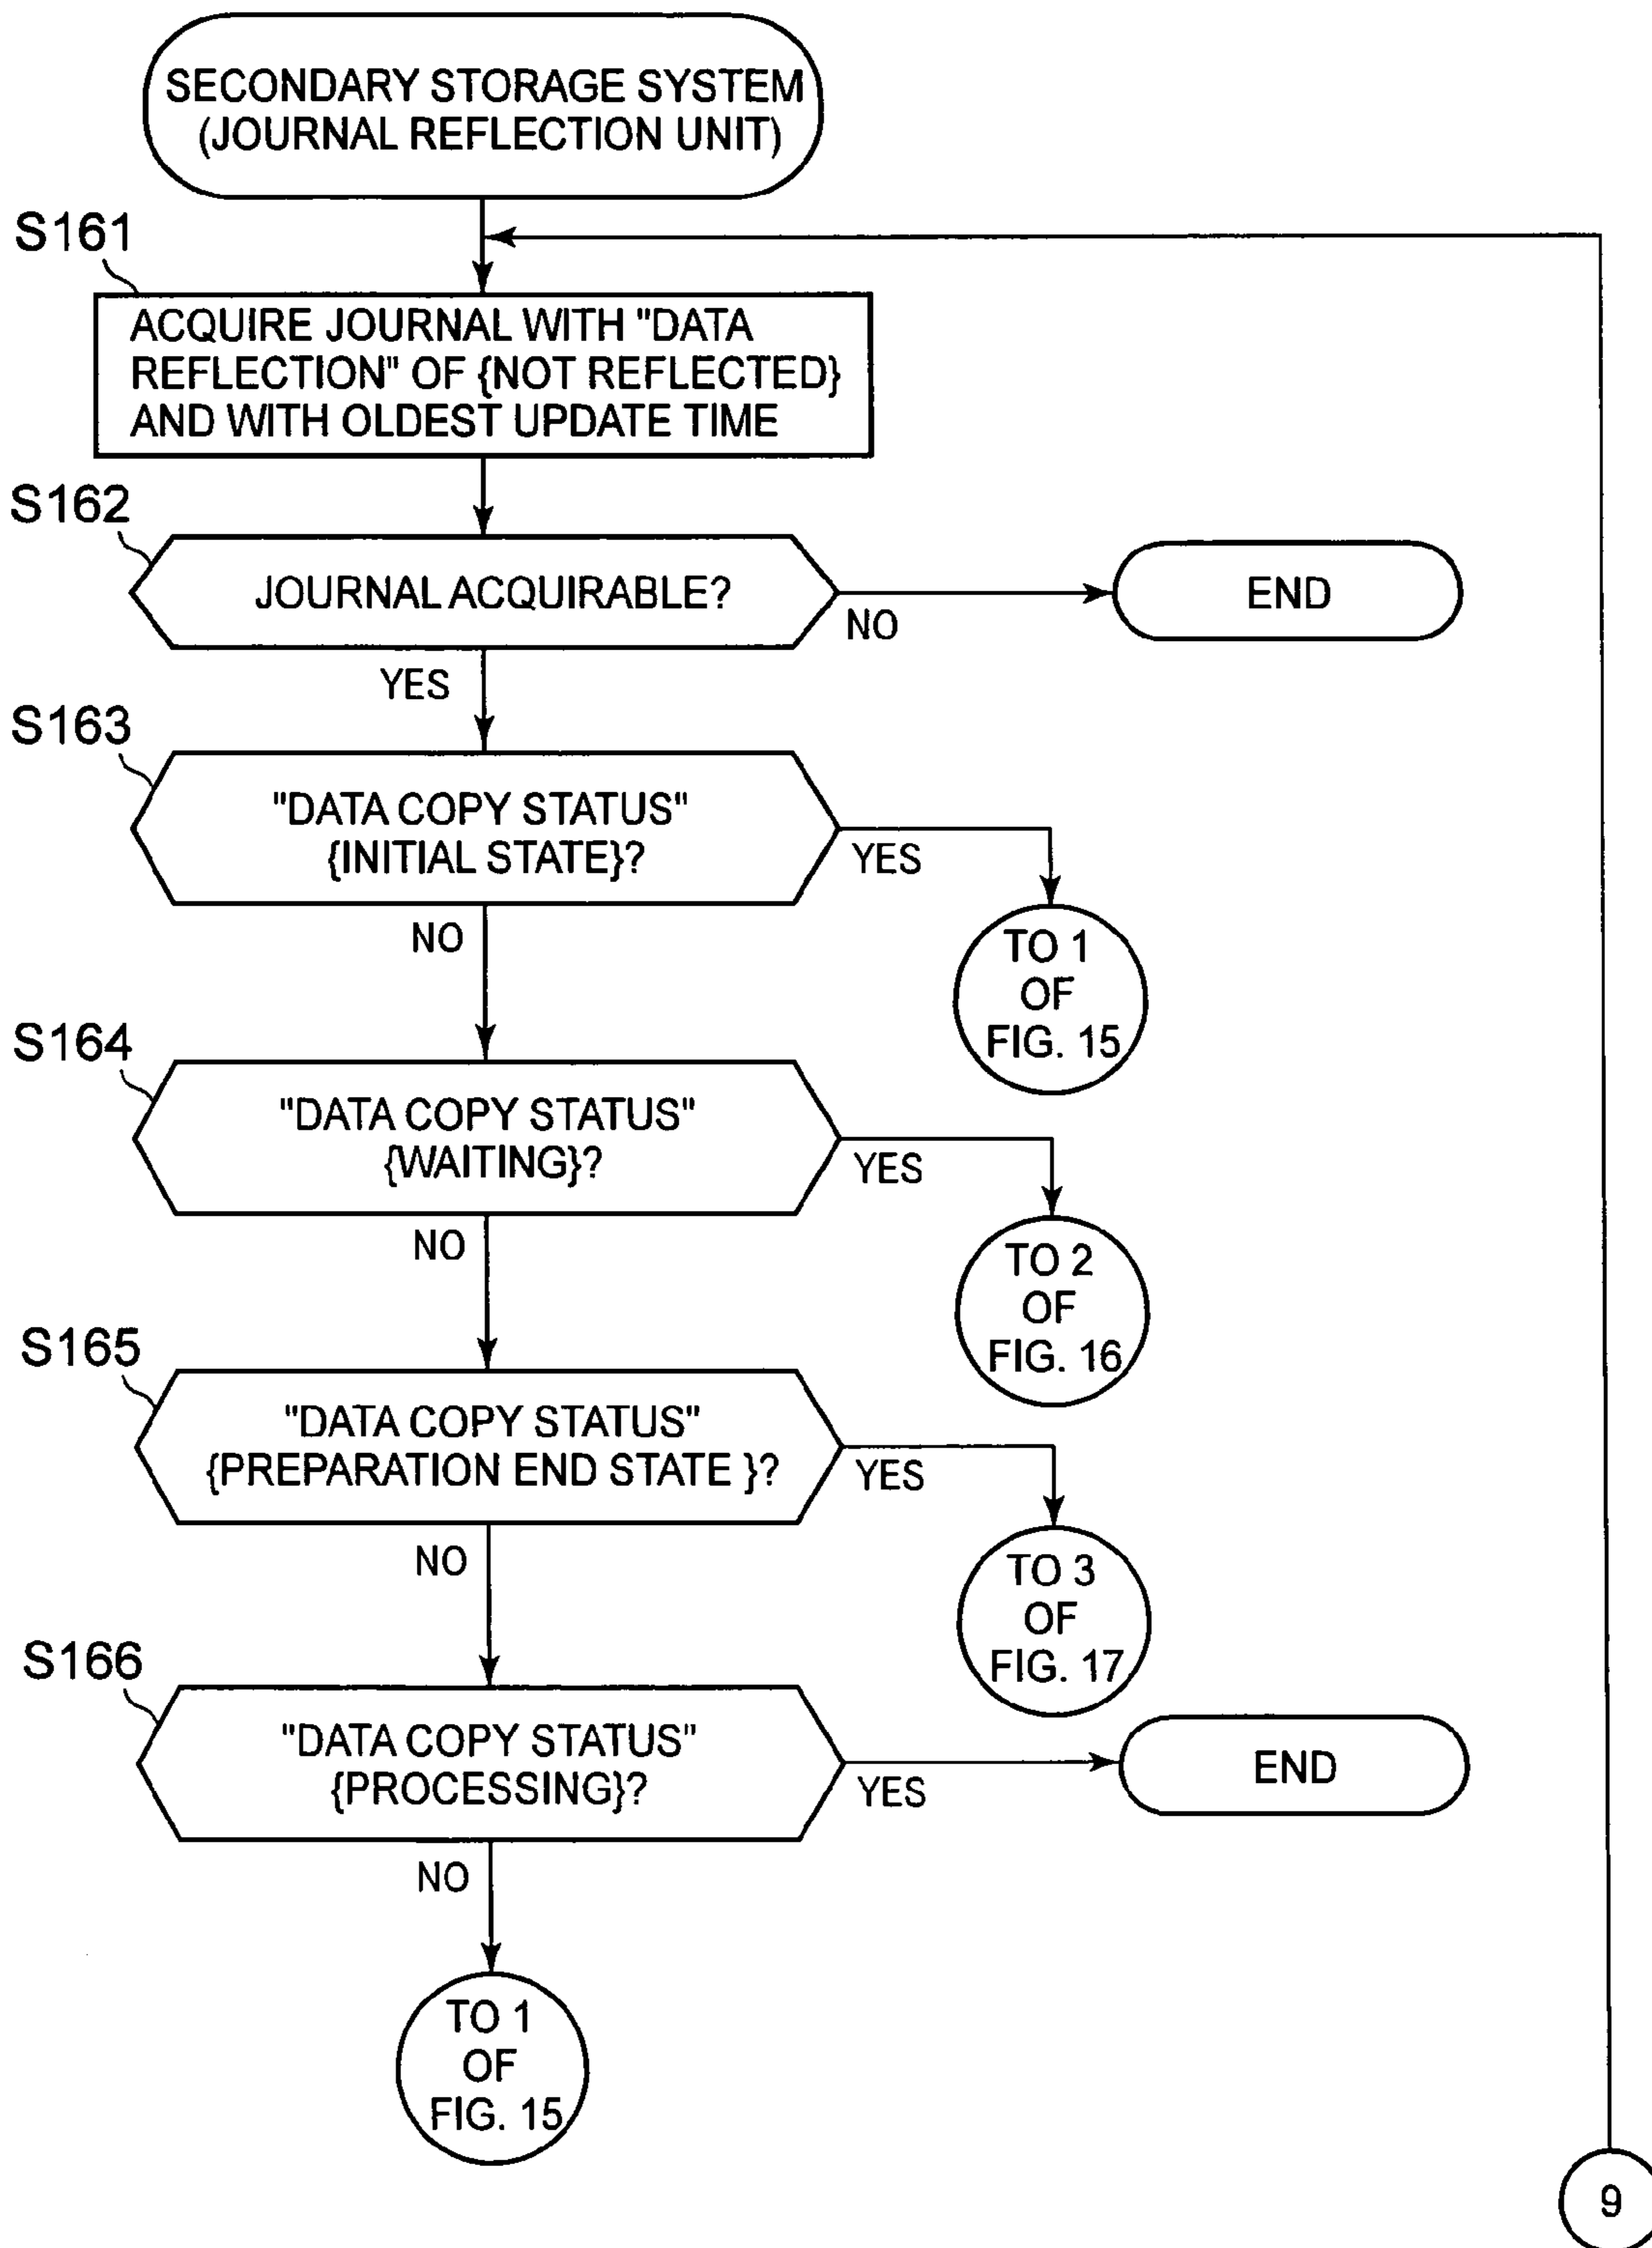 SECONDARY STORAGE SYSTEM
(JOURNAL REFLECTION UNIT)
S161
ACQUIRE JOURNAL WITH "DATA
REFLECTION" OF {NOT REFLECTED}
AND WITH OLDEST UPDATE TIME
S162
JOURNAL ACQUIRABLE?
NO
END
YES
S163
"DATA COPY STATUS"
{INITIAL STATE}?
YES
NO
TO 1
OF
FIG. 15
S164
"DATA COPY STATUS"
{WAITING}?
YES
NO
TO 2
OF
FIG. 16
S165
"DATA COPY STATUS"
{PREPARATION END STATE }?
YES
NO
TO 3
OF
FIG. 17
S166
"DATA COPY STATUS"
{PROCESSING}?
YES
END
NO
TO 1
OF
FIG. 15
9